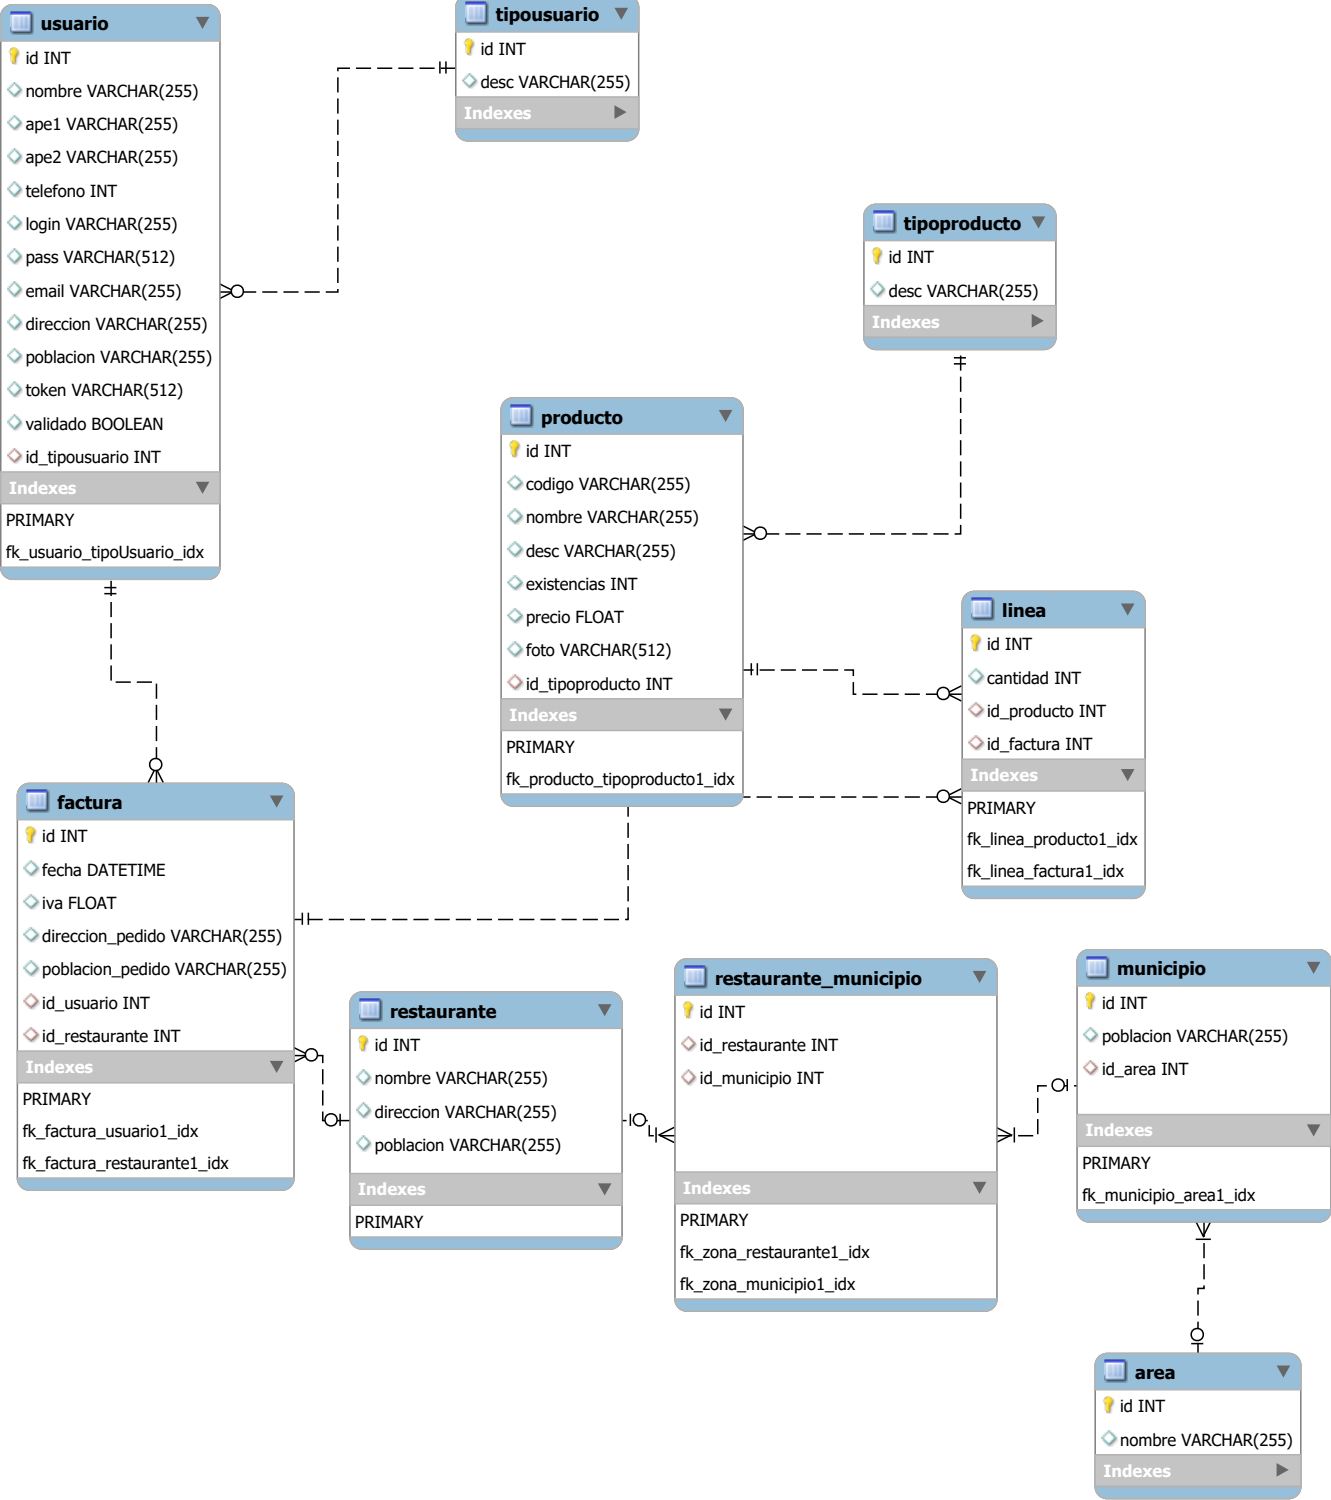 usuario
id INT
nombre VARCHAR(255)
ape1 VARCHAR(255)
ape2 VARCHAR(255)
telefono INT
login VARCHAR(255)
pass VARCHAR(512)
email VARCHAR(255)
direccion VARCHAR(255)
poblacion VARCHAR(255)
token VARCHAR(512)
validado BOOLEAN
id_tipousuario INT
Indexes
PRIMARY
fk_usuario_tipoUsuario_idx
tipousuario
id INT
desc VARCHAR(255)
Indexes
tipoproducto
id INT
desc VARCHAR(255)
Indexes
producto
id INT
codigo VARCHAR(255)
nombre VARCHAR(255)
desc VARCHAR(255)
existencias INT
precio FLOAT
foto VARCHAR(512)
id_tipoproducto INT
Indexes
PRIMARY
fk_producto_tipoproducto1_idx
linea
id INT
cantidad INT
id_producto INT
id_factura INT
Indexes
PRIMARY
fk_linea_producto1_idx
fk_linea_factura1_idx
factura
id INT
fecha DATETIME
iva FLOAT
direccion_pedido VARCHAR(255)
poblacion_pedido VARCHAR(255)
id_usuario INT
id_restaurante INT
Indexes
PRIMARY
fk_factura_usuario1_idx
fk_factura_restaurante1_idx
restaurante
id INT
nombre VARCHAR(255)
direccion VARCHAR(255)
poblacion VARCHAR(255)
Indexes
PRIMARY
restaurante_municipio
id INT
id_restaurante INT
id_municipio INT
Indexes
PRIMARY
fk_zona_restaurante1_idx
fk_zona_municipio1_idx
municipio
id INT
poblacion VARCHAR(255)
id_area INT
Indexes
PRIMARY
fk_municipio_area1_idx
area
id INT
nombre VARCHAR(255)
Indexes